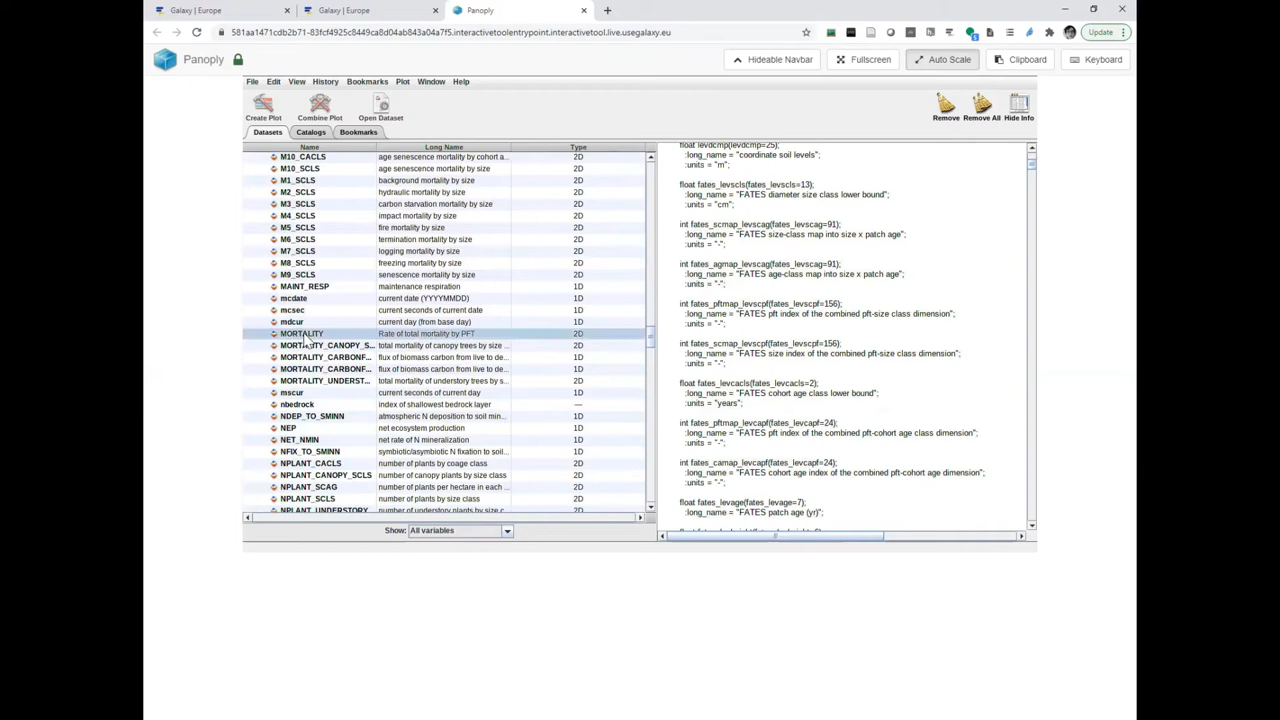 Galaxy | Europe
Galaxy | Europe
Panoply
581aa1471cdb2b71-83fcf4925c8449ca8d04ab843a04a7f5.interactivetoolentrypoint.interactivetool.live.usegalaxy.eu
Update
Panoply
Hideable Navbar
Fullscreen
Auto Scale
Clipboard
Keyboard
File Edit View History Bookmarks Plot Window Help
Create Plot Combine Plot Open Dataset
Remove Remove All Hide Info
Datasets Catalogs Bookmarks
Name Long Name Type
M10_CACLS age senescence mortality by cohort a... 2D
M10_SCLS age senescence mortality by size 2D
M1_SCLS background mortality by size 2D
M2_SCLS hydraulic mortality by size 2D
M3_SCLS carbon starvation mortality by size 2D
M4_SCLS impact mortality by size 2D
M5_SCLS fire mortality by size 2D
M6_SCLS termination mortality by size 2D
M7_SCLS logging mortality by size 2D
M8_SCLS freezing mortality by size 2D
M9_SCLS senescence mortality by size 2D
MAINT_RESP maintenance respiration 1D
mcdate current date (YYYYMMDD) 1D
mcsec current seconds of current date 1D
mdcur current day (from base day) 1D
MORTALITY Rate of total mortality by PFT 2D
MORTALITY_CANOPY_S... total mortality of canopy trees by size ... 2D
MORTALITY_CARBONF... flux of biomass carbon from live to de... 1D
MORTALITY_CARBONF... flux of biomass carbon from live to de... 1D
MORTALITY_UNDERST... total mortality of understory trees by si... 2D
mscur current seconds of current day 1D
nbedrock index of shallowest bedrock layer —
NDEP_TO_SMINN atmospheric N deposition to soil min... 1D
NEP net ecosystem production 1D
NET_NMIN net rate of N mineralization 1D
NFIX_TO_SMINN symbiotic/asymbiotic N fixation to soil... 1D
NPLANT_CACLS number of plants by coage class 2D
NPLANT_CANOPY_SCLS number of canopy plants by size class 2D
NPLANT_SCAG number of plants per hectare in each ... 2D
NPLANT_SCLS number of plants by size class 2D
NPLANT_UNDERSTORY number of understory plants by size c... 2D
Show: All variables
float levdcmp(levdcmp=25);
:long_name = "coordinate soil levels";
:units = "m";
float fates_levscls(fates_levscls=13);
:long_name = "FATES diameter size class lower bound";
:units = "cm";
int fates_scmap_levscag(fates_levscag=91);
:long_name = "FATES size-class map into size x patch age";
:units = "-";
int fates_agmap_levscag(fates_levscag=91);
:long_name = "FATES age-class map into size x patch age";
:units = "-";
int fates_pftmap_levscpf(fates_levscpf=156);
:long_name = "FATES pft index of the combined pft-size class dimension";
:units = "-";
int fates_scmap_levscpf(fates_levscpf=156);
:long_name = "FATES size index of the combined pft-size class dimension";
:units = "-";
float fates_levcacls(fates_levcacls=2);
:long_name = "FATES cohort age class lower bound";
:units = "years";
int fates_pftmap_levcapf(fates_levcapf=24);
:long_name = "FATES pft index of the combined pft-cohort age class dimension";
:units = "-";
int fates_camap_levcapf(fates_levcapf=24);
:long_name = "FATES cohort age index of the combined pft-cohort age dimension";
:units = "-";
float fates_levage(fates_levage=7);
:long_name = "FATES patch age (yr)";